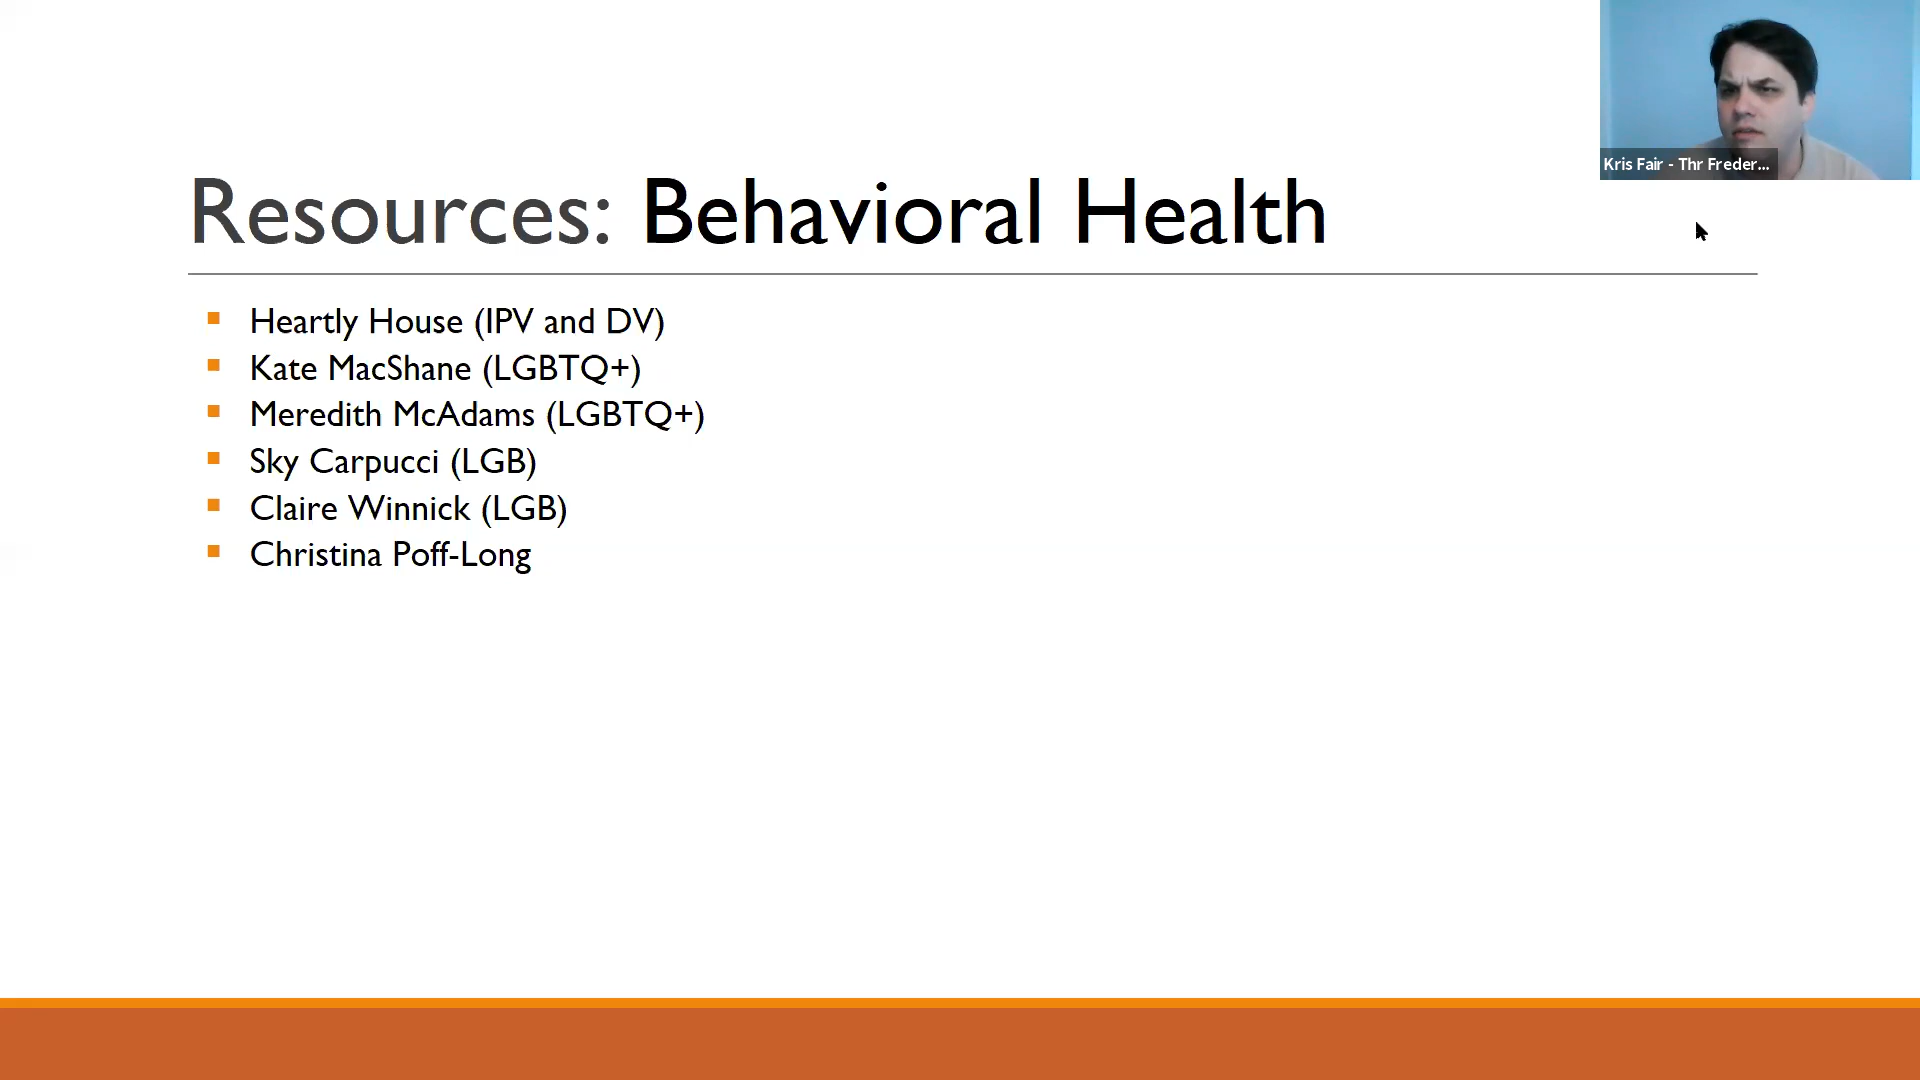 Kris Fair - Thr Freder...
Resources: Behavioral Health
Heartly House (IPV and DV)
Kate MacShane (LGBTQ+)
Meredith McAdams (LGBTQ+)
Sky Carpucci (LGB)
Claire Winnick (LGB)
Christina Poff-Long